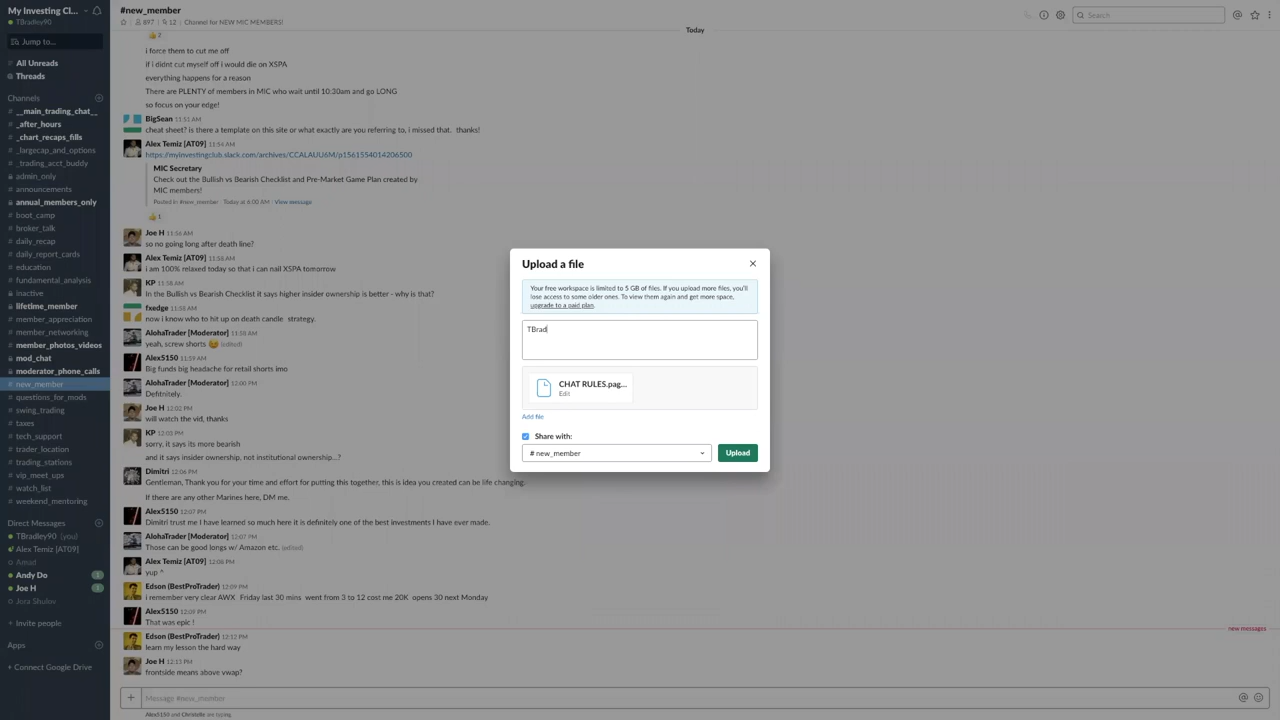 My Investing Cl...
TBradley90
Jump to...
All Unreads
Threads
Channels
# __main_trading_chat__
# _after_hours
# _chart_recaps_fills
# _largecap_and_options
# _trading_acct_buddy
admin_only
# announcements
annual_members_only
# boot_camp
# broker_talk
# daily_recap
# daily_report_cards
# education
# fundamental_analysis
inactive
lifetime_member
# member_appreciation
# member_networking
# member_photos_videos
mod_chat
moderator_phone_calls
# new_member
# questions_for_mods
# swing_trading
# taxes
# tech_support
# trader_location
# trading_stations
# vip_meet_ups
# watch_list
# weekend_mentoring
Direct Messages
TBradley90 (you)
Alex Temiz [AT09]
Amad
Andy Do
Joe H
Jora Shulov
+ Invite people
Apps
+ Connect Google Drive
#new_member
897 | 12 | Channel for NEW MIC MEMBERS!
Search
Today
2
i force them to cut me off
if i didnt cut myself off i would die on XSPA
everything happens for a reason
There are PLENTY of members in MIC who wait until 10:30am and go LONG
so focus on your edge!
BigSean 11:51 AM
cheat sheet? is there a template on this site or what exactly are you referring to, i missed that. thanks!
Alex Temiz [AT09] 11:54 AM
https://myinvestingclub.slack.com/archives/CCALAUU6M/p1561554014206500
MIC Secretary
Check out the Bullish vs Bearish Checklist and Pre-Market Game Plan created by
MIC members!
Posted in #new_member · Today at 6:00 AM · View message
1
Joe H 11:56 AM
so no going long after death line?
Alex Temiz [AT09] 11:58 AM
i am 100% relaxed today so that i can nail XSPA tomorrow
KP 11:58 AM
In the Bullish vs Bearish Checklist it says higher insider ownership is better - why is that?
fxedge 11:58 AM
now i know who to hit up on death candle strategy.
AlohaTrader [Moderator] 11:58 AM
yeah, screw shorts (edited)
Alex5150 11:59 AM
Big funds big headache for retail shorts imo
AlohaTrader [Moderator] 12:00 PM
Defitnitely.
Joe H 12:02 PM
will watch the vid, thanks
KP 12:05 PM
sorry, it says its more bearish
and it says insider ownership, not institutional ownership...?
Dimitri 12:06 PM
Gentleman, Thank you for your time and effort for putting this together, this is idea you created can be life changing.
If there are any other Marines here, DM me.
Alex5150 12:07 PM
Dimitri trust me I have learned so much here it is definitely one of the best investments I have ever made.
AlohaTrader [Moderator] 12:07 PM
Those can be good longs w/ Amazon etc. (edited)
Alex Temiz [AT09] 12:08 PM
yup ^
Edson (BestProTrader) 12:09 PM
i remember very clear AWX Friday last 30 mins went from 3 to 12 cost me 20K opens 30 next Monday
Alex5150 12:09 PM
That was epic !
new messages
Edson (BestProTrader) 12:12 PM
learn my lesson the hard way
Joe H 12:13 PM
frontside means above vwap?
Message #new_member
Alex5150 and Christelle are typing
Upload a file
Your free workspace is limited to 5 GB of files. If you upload more files, you'll
lose access to some older ones. To view them again and get more space,
upgrade to a paid plan.
TBrad
CHAT RULES.pag...
Edit
Add file
Share with:
# new_member
Upload